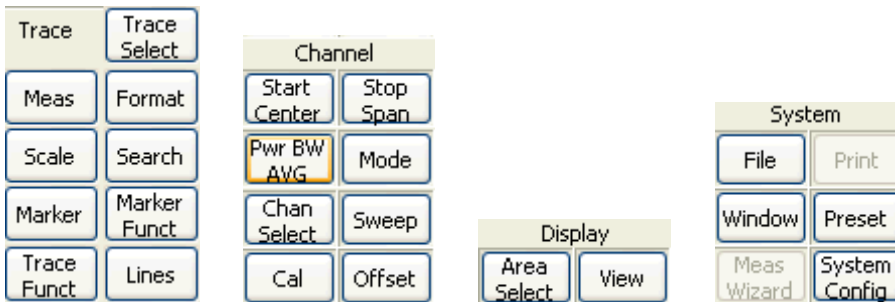 Trace
Trace
Select
Meas
Format
Scale
Search
Marker
Marker
Funct
Trace
Funct
Lines
Channel
Start
Center
Stop
Span
Pwr BW
AVG
Mode
Chan
Select
Sweep
Cal
Offset
Display
Area
Select
View
System
File
Print
Window
Preset
Meas
Wizard
System
Config